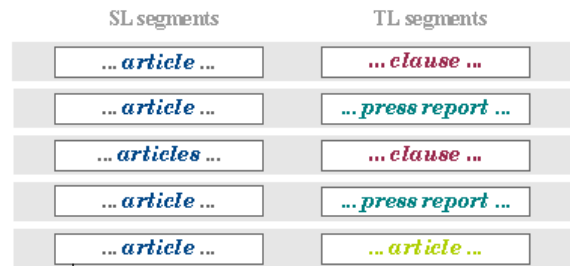 SL segments TL segments
... article ... ... clause ...
... article ... ... press report ...
... articles ... ... clause ...
... article ... ... press report ...
... article ... ... article ...